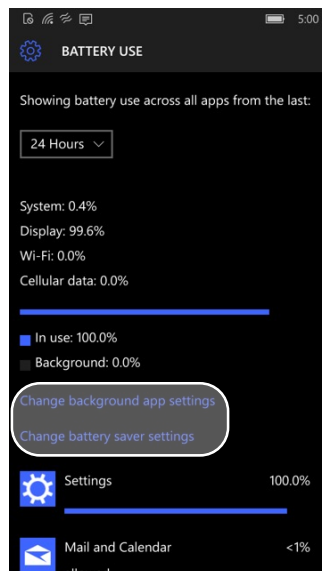 5:00
BATTERY USE
Showing battery use across all apps from the last:
24 Hours
System: 0.4%
Display: 99.6%
Wi-Fi: 0.0%
Cellular data: 0.0%
In use: 100.0%
Background: 0.0%
Change background app settings
Change battery saver settings
Settings 100.0%
Mail and Calendar <1%